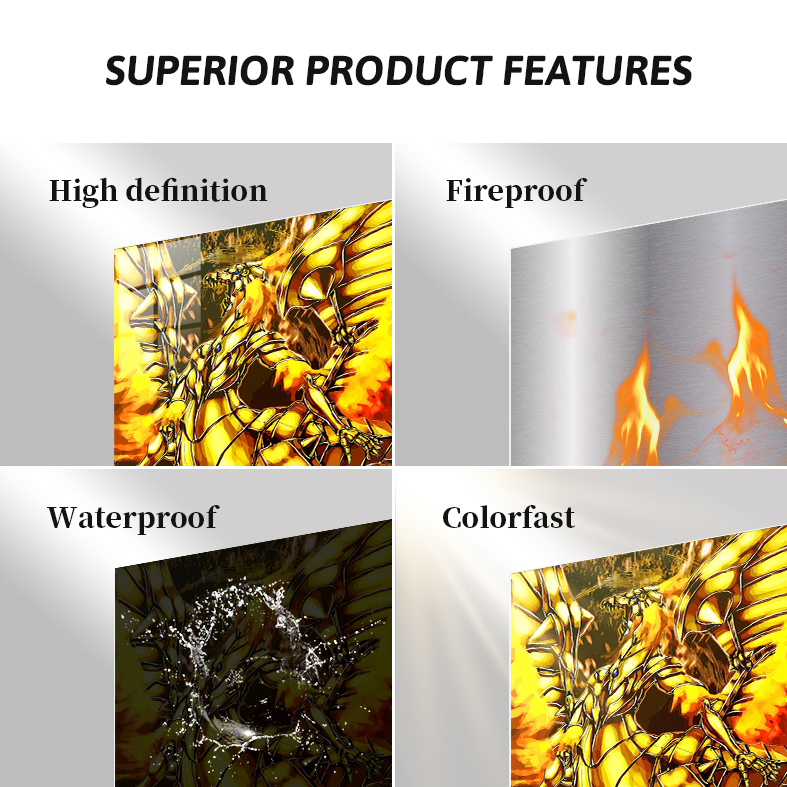 SUPERIOR PRODUCT FEATURES
High definition
Fireproof
Waterproof
Colorfast